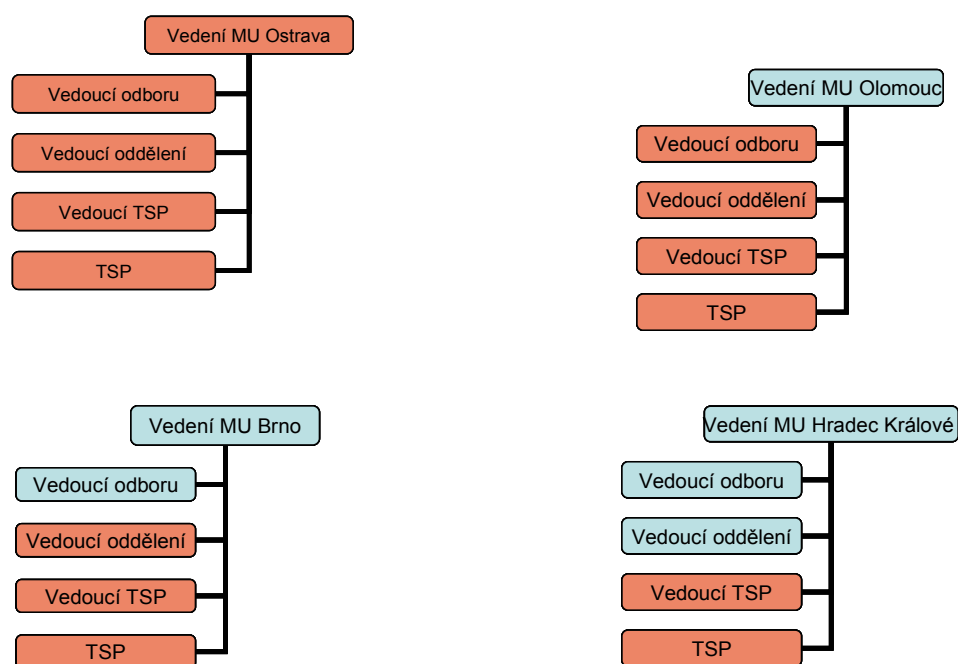 Vedení MU Ostrava
Vedoucí odboru
Vedoucí oddělení
Vedoucí TSP
TSP
Vedení MU Olomouc
Vedoucí odboru
Vedoucí oddělení
Vedoucí TSP
TSP
Vedení MU Brno
Vedoucí odboru
Vedoucí oddělení
Vedoucí TSP
TSP
Vedení MU Hradec Králové
Vedoucí odboru
Vedoucí oddělení
Vedoucí TSP
TSP